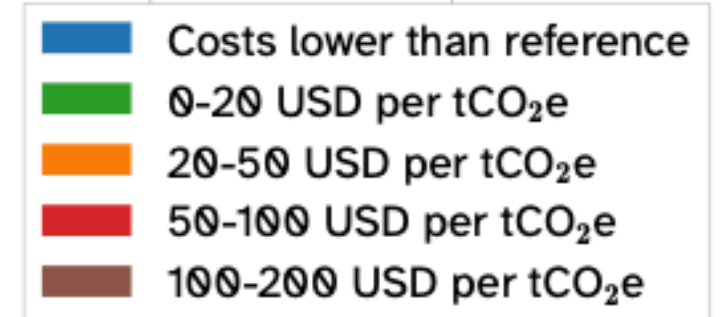 Costs lower than reference
0-20 USD per tCO₂e
20-50 USD per tCO₂e
50-100 USD per tCO₂e
100-200 USD per tCO₂e